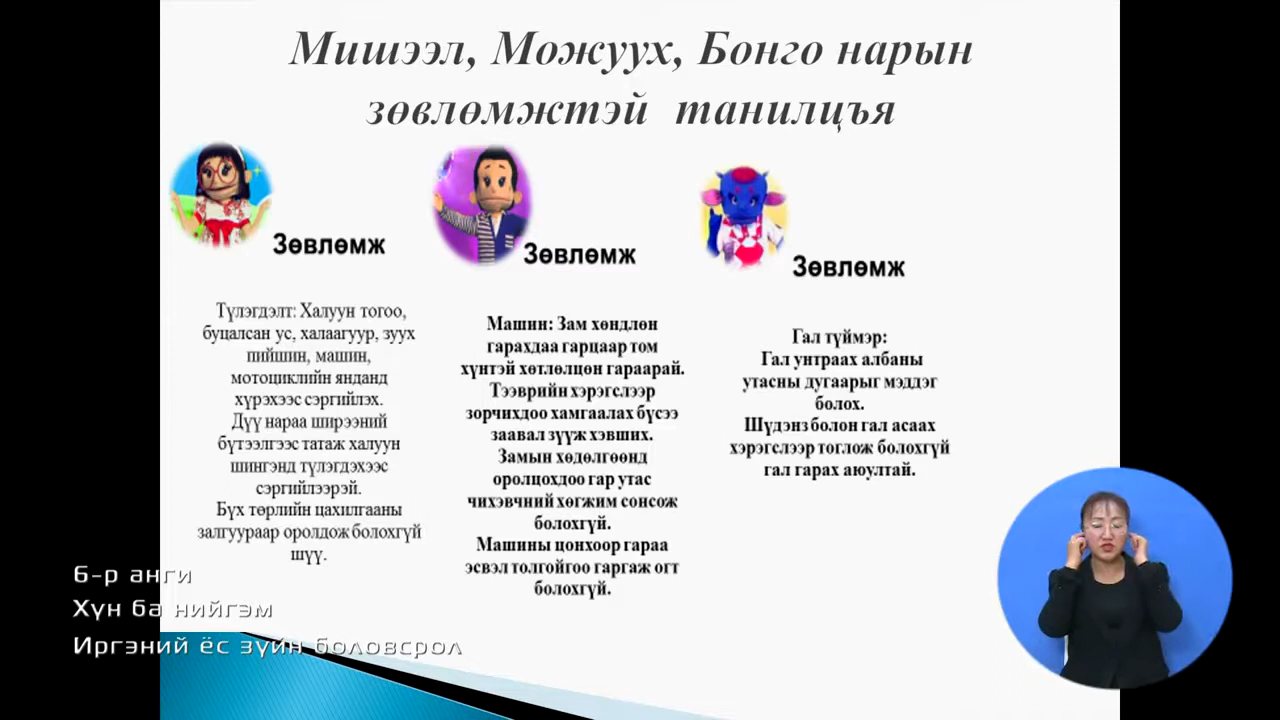 Мишээл, Можуух, Бонго нарын
зөвлөмжтэй танилцъя
Зөвлөмж
Түлэгдэлт: Халуун тогоо,
буцалсан ус, халаагуур, зуух
пийшин, машин,
мотоциклийн янданд
хүрэхээс сэргийлэх.
Дүү нараа ширээний
бүтээлгээс татаж халуун
шингэнд түлэгдэхээс
сэргийлээрэй.
Бүх төрлийн цахилгааны
залгуураар оролдож болохгүй
шүү.
Зөвлөмж
Машин: Зам хөндлөн
гарахдаа гарцаар том
хүнтэй хөтлөлцөн гараарай.
Тээврийн хэрэгслээр
зорчихдоо хамгаалах бүсээ
заавал зүүж хэвших.
Замын хөдөлгөөнд
оролцохдоо гар утас
чихэвчний хөгжим сонсож
болохгүй.
Машины цонхоор гараа
эсвэл толгойгоо гаргаж огт
болохгүй.
Зөвлөмж
Гал түймэр:
Гал унтраах албаны
утасны дугаарыг мэддэг
болох.
Шүдэнз болон гал асаах
хэрэгслээр тоглож болохгүй
гал гарах аюултай.
6-р анги
Хүн ба нийгэм
Иргэний ёс зүйн боловсрол